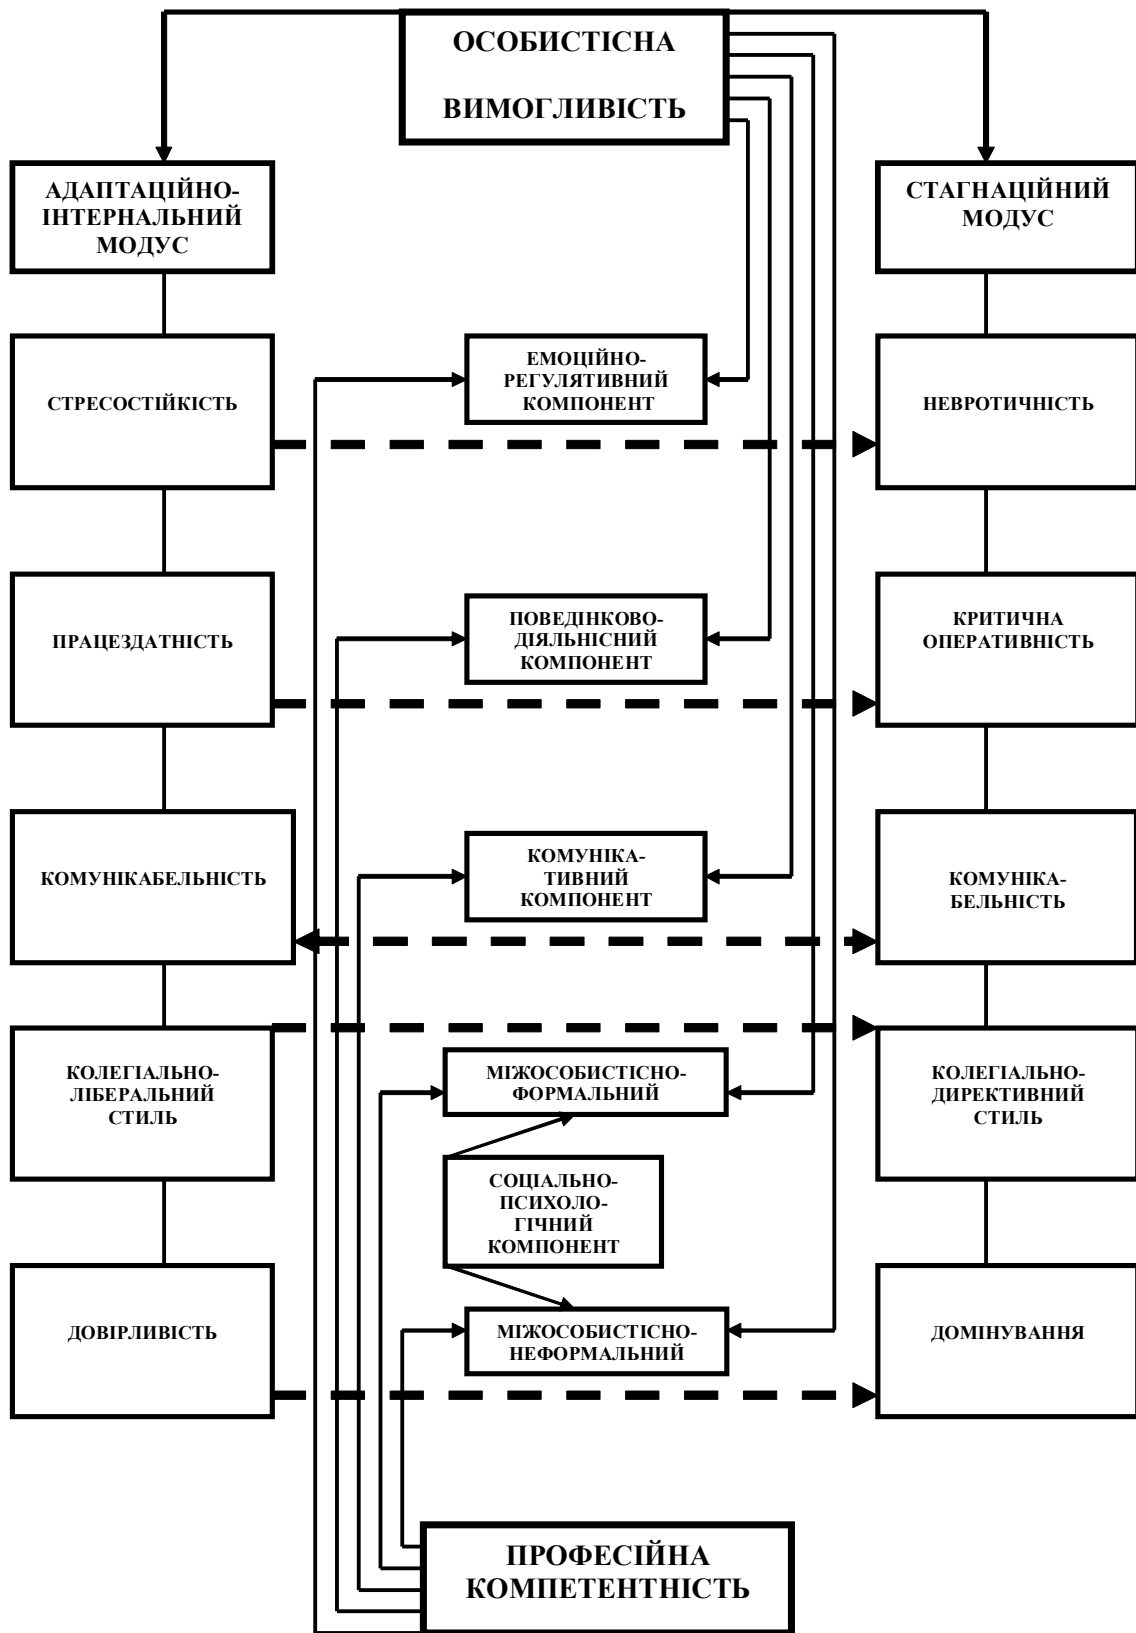 ОСОБИСТІСНА
ВИМОГЛИВІСТЬ
АДАПТАЦІЙНО-
ІНТЕРНАЛЬНИЙ
МОДУС
СТАГНАЦІЙНИЙ
МОДУС
СТРЕСОСТІЙКІСТЬ
ЕМОЦІЙНО-
РЕГУЛЯТИВНИЙ
КОМПОНЕНТ
НЕВРОТИЧНІСТЬ
ПРАЦЕЗДАТНІСТЬ
ПОВЕДІНКОВО-
ДІЯЛЬНІСНИЙ
КОМПОНЕНТ
КРИТИЧНА
ОПЕРАТИВНІСТЬ
КОМУНІКАБЕЛЬНІСТЬ
КОМУНІКА-
ТИВНИЙ
КОМПОНЕНТ
КОМУНІКА-
БЕЛЬНІСТЬ
КОЛЕГІАЛЬНО-
ЛІБЕРАЛЬНИЙ
СТИЛЬ
МІЖОСОБИСТІСНО-
ФОРМАЛЬНИЙ
КОЛЕГІАЛЬНО-
ДИРЕКТИВНИЙ
СТИЛЬ
СОЦІАЛЬНО-
ПСИХОЛО-
ГІЧНИЙ
КОМПОНЕНТ
ДОВІРЛИВІСТЬ
МІЖОСОБИСТІСНО-
НЕФОРМАЛЬНИЙ
ДОМІНУВАННЯ
ПРОФЕСІЙНА
КОМПЕТЕНТНІСТЬ